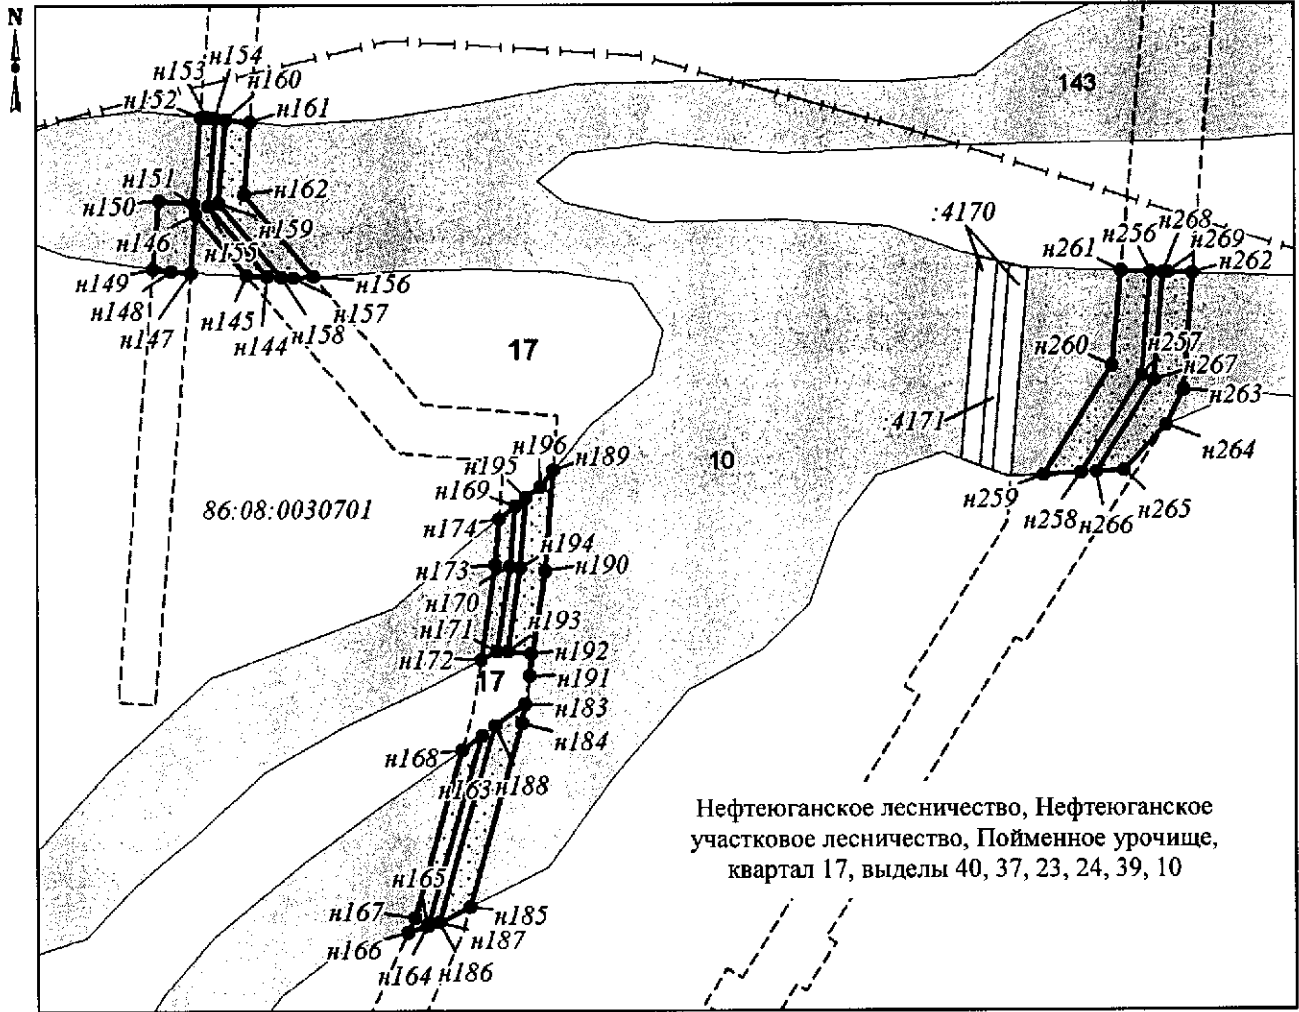 N
н154
н153
н160
н152
н161
143
н151
н162
н150
:4170
н268
н159
н256
н269
н146
н155
н261
н262
н149
н156
н148
н157
н145
н158
н147
н144
17
н257
н260
н267
н263
:4171
н196
н189
н195
10
н264
н169
86:08:0030701
н259
н265
н174
н258
н266
н194
н173
н190
н170
н193
н171
н192
н172
17
н191
н183
н184
н168
н163
н188
Нефтеюганское лесничество, Нефтеюганское
участковое лесничество, Пойменное урочище,
квартал 17, выделы 40, 37, 23, 24, 39, 10
н165
н167
н185
н187
н166
н164
н186